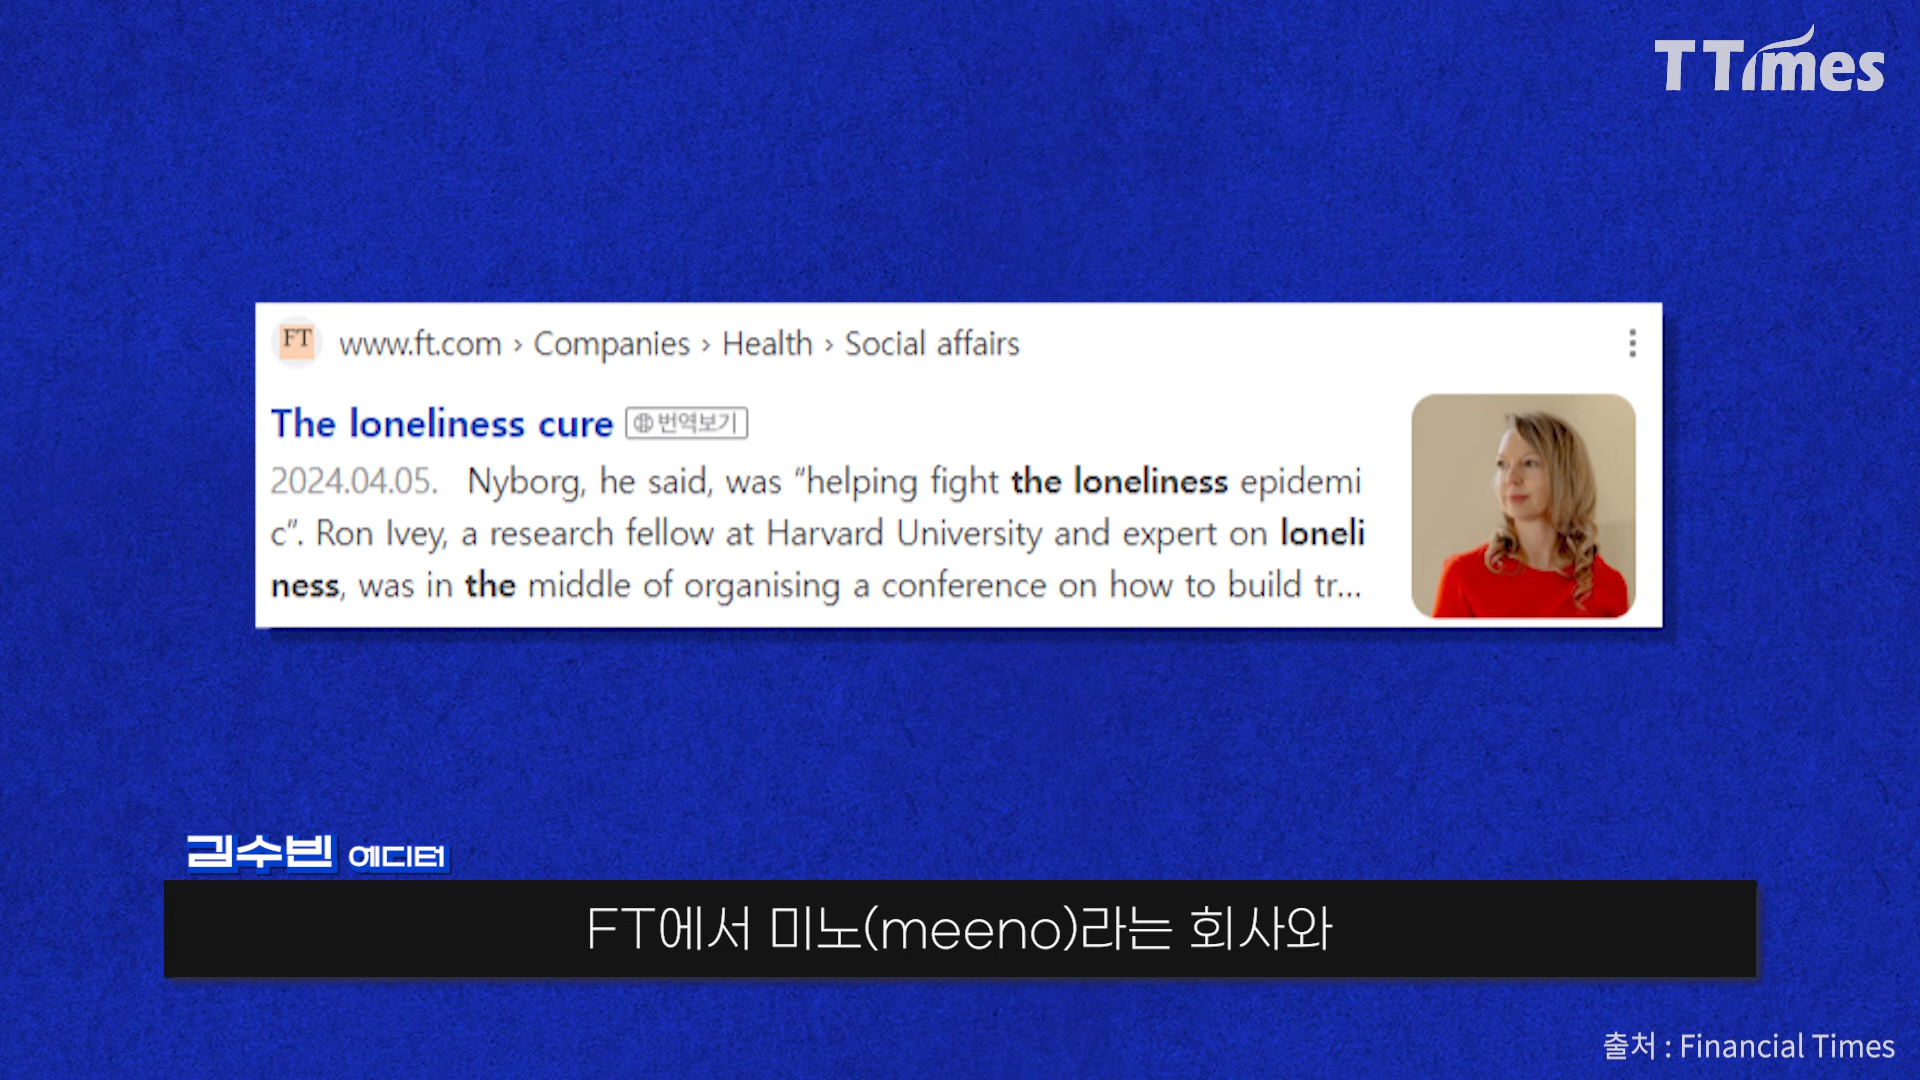 TTimes
FT
www.ft.com › Companies › Health › Social affairs
The loneliness cure 번역보기
2024.04.05. Nyborg, he said, was “helping fight the loneliness epidemi
c”. Ron Ivey, a research fellow at Harvard University and expert on loneli
ness, was in the middle of organising a conference on how to build tr...
김수빈 에디터
FT에서 미노(meeno)라는 회사와
출처 : Financial Times